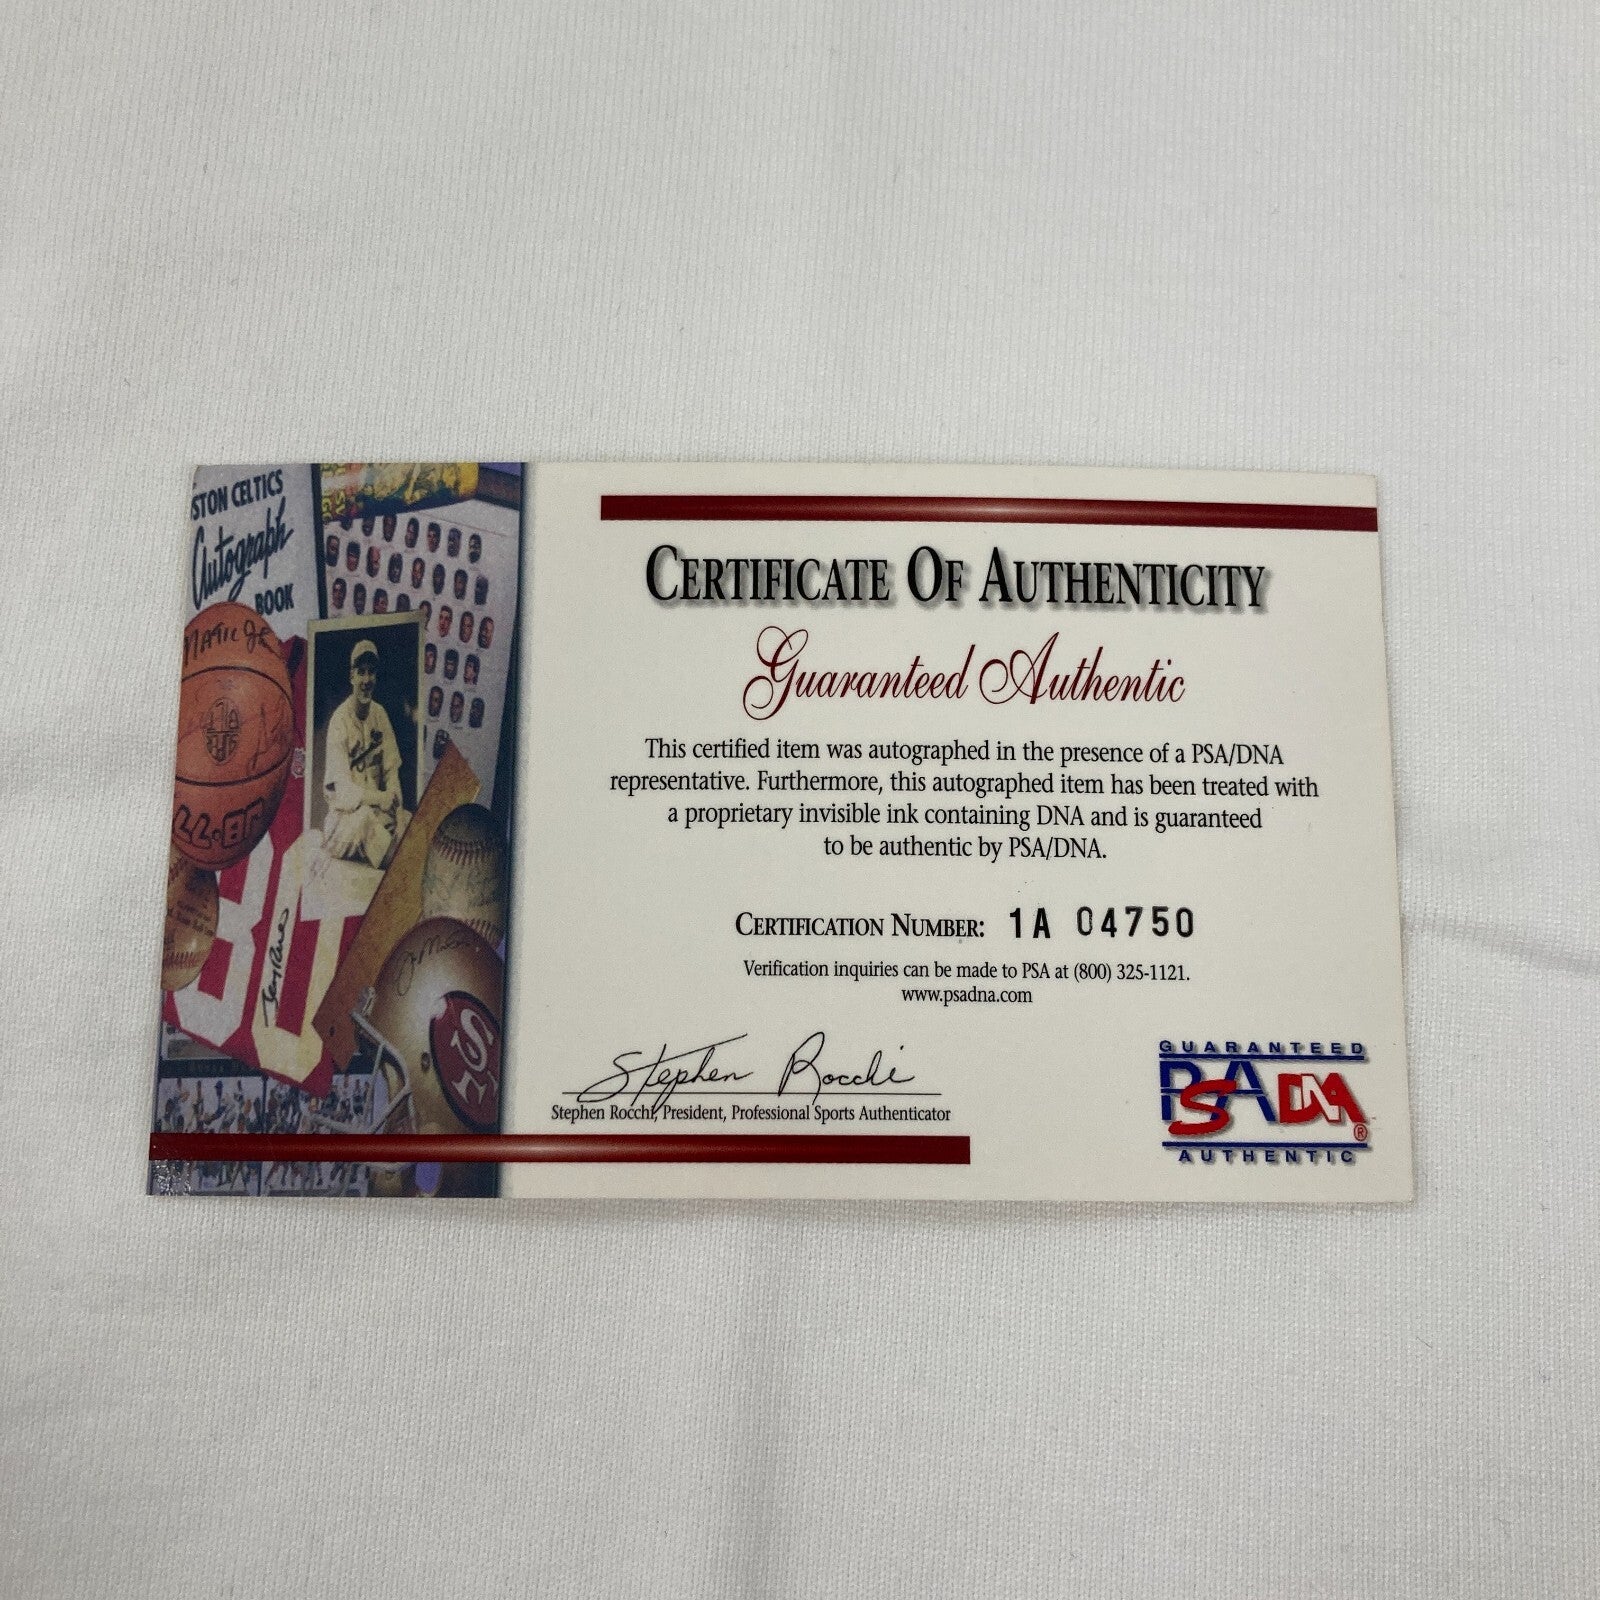 STON CELTICS
Autograph
BOOK
CERTIFICATE OF AUTHENTICITY
Guaranteed Authentic
This certified item was autographed in the presence of a PSA/DNA
representative. Furthermore, this autographed item has been treated with
a proprietary invisible ink containing DNA and is guaranteed
to be authentic by PSA/DNA.
CERTIFICATION NUMBER: 1A 04750
Verification inquiries can be made to PSA at (800) 325-1121.
www.psadna.com
Stephen Rocchi
Stephen Rocchi, President, Professional Sports Authenticator
GUARANTEED
PSA DNA ®
AUTHENTIC